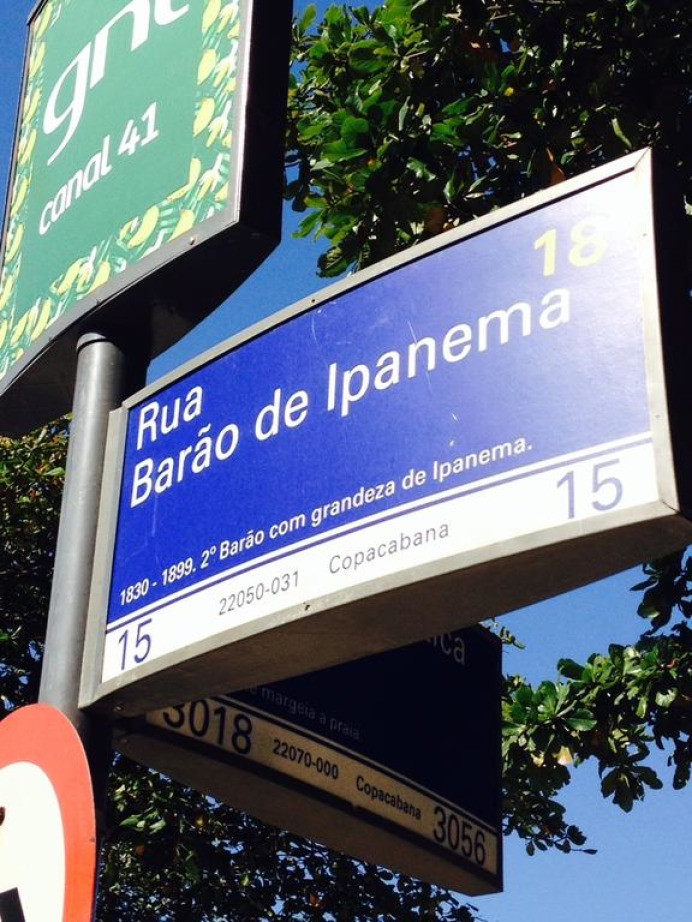 gnt
canal 41
18
Rua
Barão de Ipanema
1830 - 1899. 2º Barão com grandeza de Ipanema.
22050-031 Copacabana
15
15
margeia a praia.
3018 22070-000 Copacabana 3056